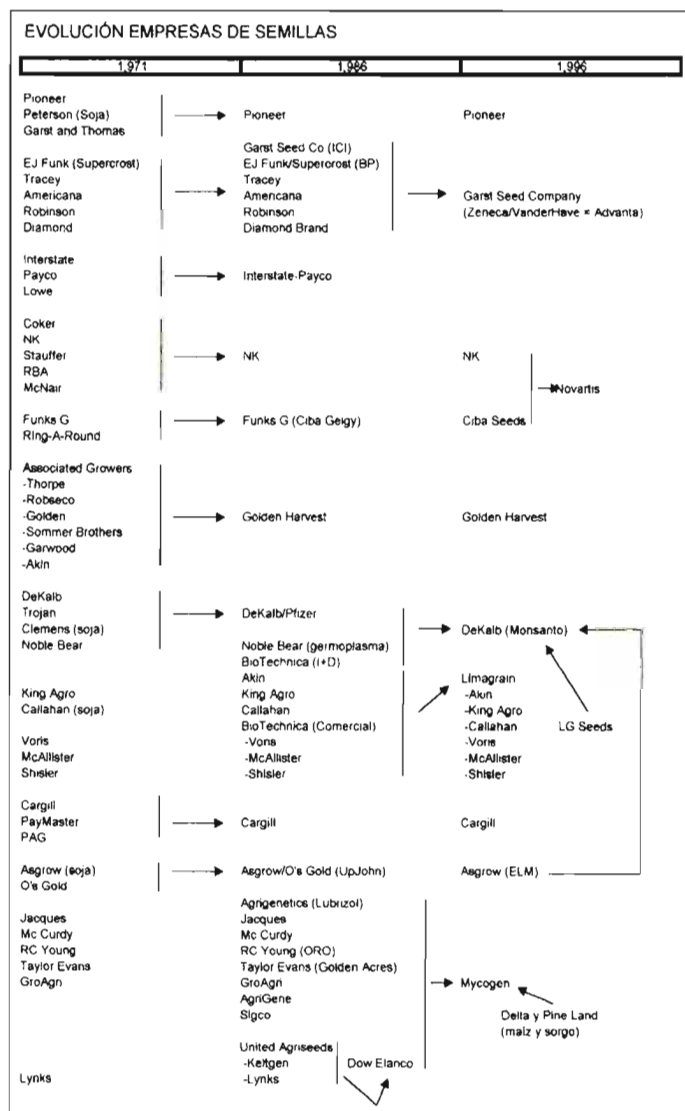 EVOLUCIÓN EMPRESAS DE SEMILLAS
1,971 1,986 1,996
Pioneer
Peterson (Soja) Pioneer Pioneer
Garst and Thomas
Garst Seed Co (ICI)
EJ Funk (Supercrost) EJ Funk/Supercrost (BP)
Tracey Tracey
Americana Americana Garst Seed Company
Robinson Robinson (Zeneca/VanderHave = Advanta)
Diamond Diamond Brand
Interstate
Payco Interstate-Payco
Lowe
Coker
NK
Stauffer NK NK
RBA
McNair Novartis
Funks G Funks G (Ciba Geigy) Ciba Seeds
Ring-A-Round
Associated Growers
-Thorpe
-Robseco
-Golden Golden Harvest Golden Harvest
-Sommer Brothers
-Garwood
-Akin
DeKalb
Trojan DeKalb/Pfizer
Clemens (soja) DeKalb (Monsanto)
Noble Bear Noble Bear (germoplasma)
BioTechnica (I+D)
Akin Limagrain
King Agro King Agro -Akin
Callahan (soja) Callahan -King Agro
BioTechnica (Comercial) -Callahan LG Seeds
Voris -Voris -Voris
McAllister -McAllister -McAllister
Shisler -Shisler -Shisler
Cargill
PayMaster Cargill Cargill
PAG
Asgrow (soja) Asgrow/O's Gold (UpJohn) Asgrow (ELM)
O's Gold
Agrigenetics (Lubrizol)
Jacques Jacques
Mc Curdy Mc Curdy
RC Young RC Young (ORO)
Taylor Evans Taylor Evans (Golden Acres)
GroAgri GroAgri Mycogen
AgriGene
Sigco Delta y Pine Land
(maiz y sorgo)
United Agriseeds
-Keltgen Dow Elanco
Lynks -Lynks